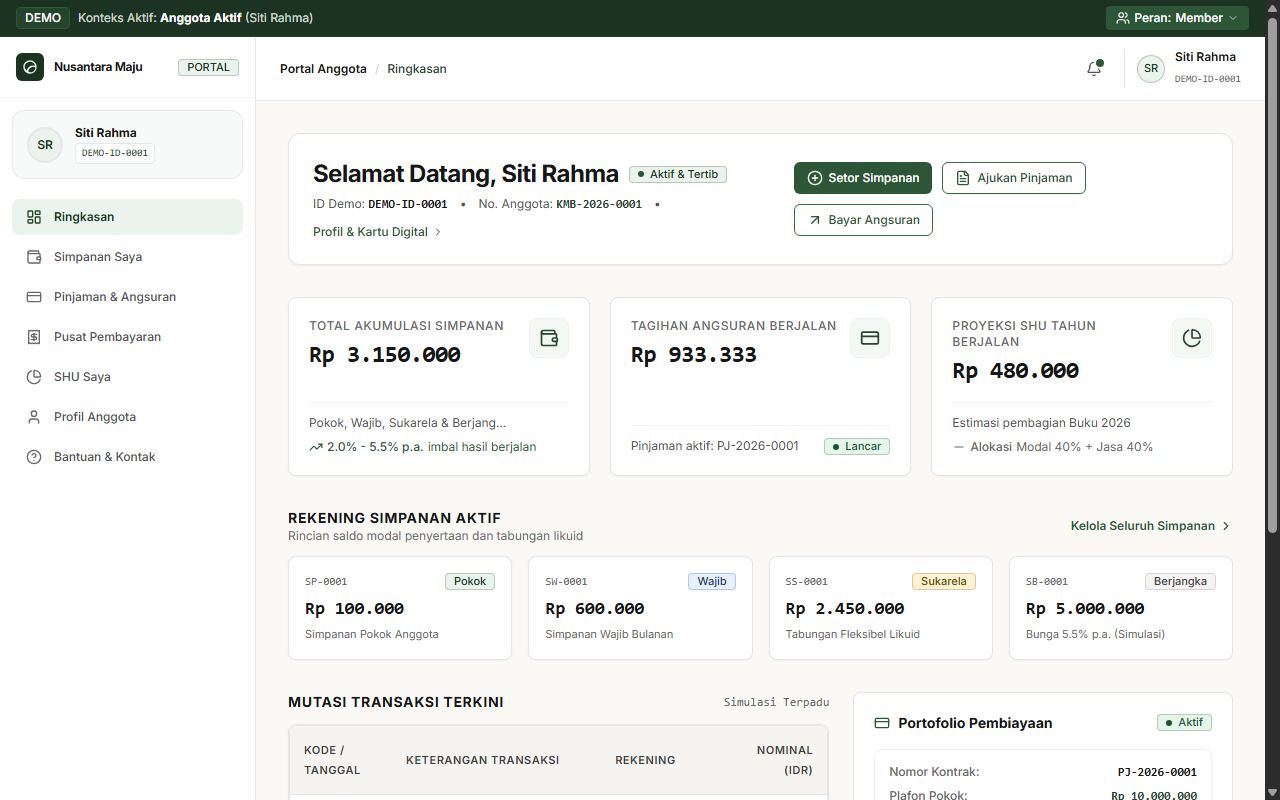 DEMO Konteks Aktif: Anggota Aktif (Siti Rahma)
Peran: Member
Nusantara Maju PORTAL
Portal Anggota / Ringkasan
SR Siti Rahma
DEMO-ID-0001
SR Siti Rahma
DEMO-ID-0001
Ringkasan
Simpanan Saya
Pinjaman & Angsuran
Pusat Pembayaran
SHU Saya
Profil Anggota
Bantuan & Kontak
Selamat Datang, Siti Rahma • Aktif & Tertib
ID Demo: DEMO-ID-0001 • No. Anggota: KMB-2026-0001 •
Profil & Kartu Digital >
Setor Simpanan
Ajukan Pinjaman
Bayar Angsuran
TOTAL AKUMULASI SIMPANAN
Rp 3.150.000
Pokok, Wajib, Sukarela & Berjang...
2.0% - 5.5% p.a. imbal hasil berjalan
TAGIHAN ANGSURAN BERJALAN
Rp 933.333
Pinjaman aktif: PJ-2026-0001 • Lancar
PROYEKSI SHU TAHUN
BERJALAN
Rp 480.000
Estimasi pembagian Buku 2026
— Alokasi Modal 40% + Jasa 40%
REKENING SIMPANAN AKTIF
Rincian saldo modal penyertaan dan tabungan likuid
Kelola Seluruh Simpanan >
SP-0001 Pokok
Rp 100.000
Simpanan Pokok Anggota
SW-0001 Wajib
Rp 600.000
Simpanan Wajib Bulanan
SS-0001 Sukarela
Rp 2.450.000
Tabungan Fleksibel Likuid
SB-0001 Berjangka
Rp 5.000.000
Bunga 5.5% p.a. (Simulasi)
MUTASI TRANSAKSI TERKINI
Simulasi Terpadu
KODE /
TANGGAL
KETERANGAN TRANSAKSI
REKENING
NOMINAL
(IDR)
Portofolio Pembiayaan • Aktif
Nomor Kontrak: PJ-2026-0001
Plafon Pokok: Rp 10.000.000